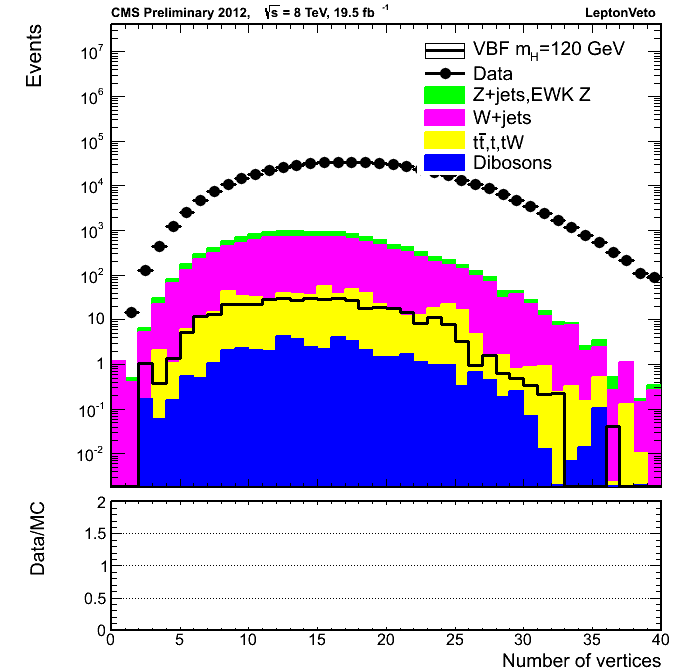 CMS Preliminary 2012, √s = 8 TeV, 19.5 fb⁻¹ LeptonVeto
Events
10⁷
10⁶
10⁵
10⁴
10³
10²
10
1
10⁻¹
10⁻²
VBF m_H=120 GeV
Data
Z+jets,EWK Z
W+jets
tt̄,t,tW
Dibosons
Data/MC
2
1.5
1
0.5
0
0 5 10 15 20 25 30 35 40
Number of vertices